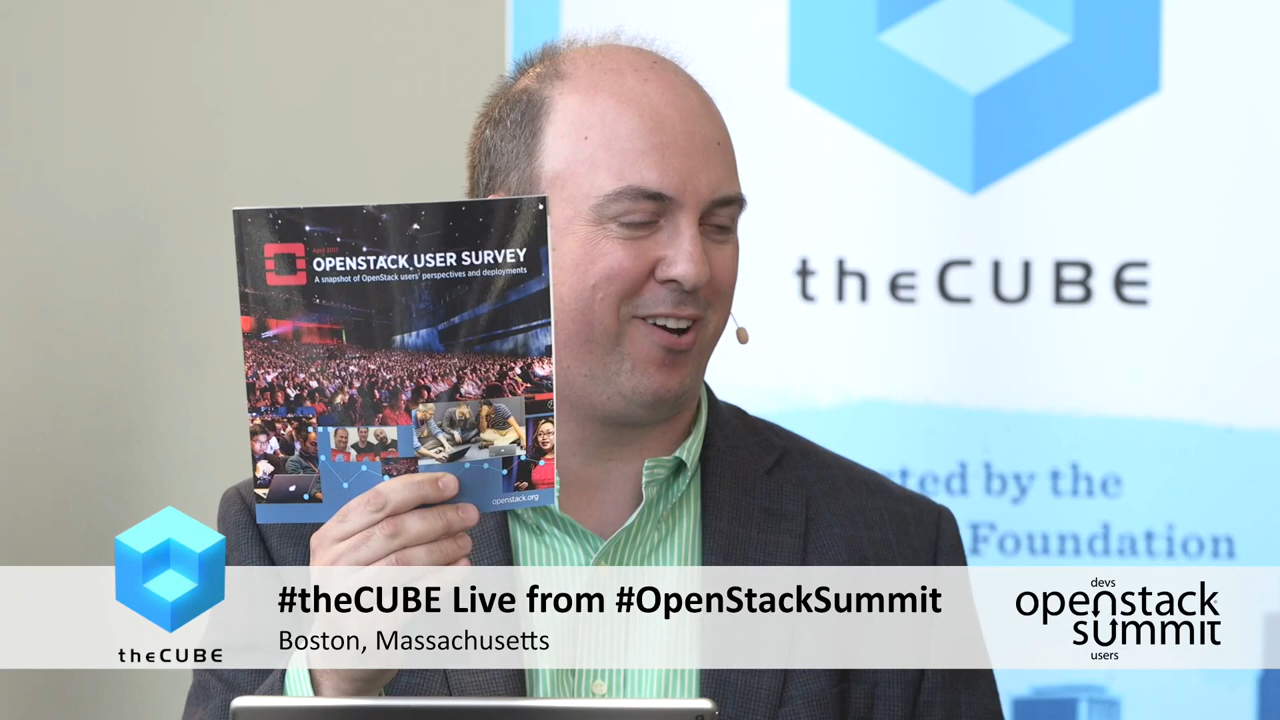 theCUBE
April 2017
OPENSTACK USER SURVEY
A snapshot of OpenStack users' perspectives and deployments
openstack.org
by the
Foundation
#theCUBE Live from #OpenStackSummit
Boston, Massachusetts
theCUBE
devs
openstack
summit
users